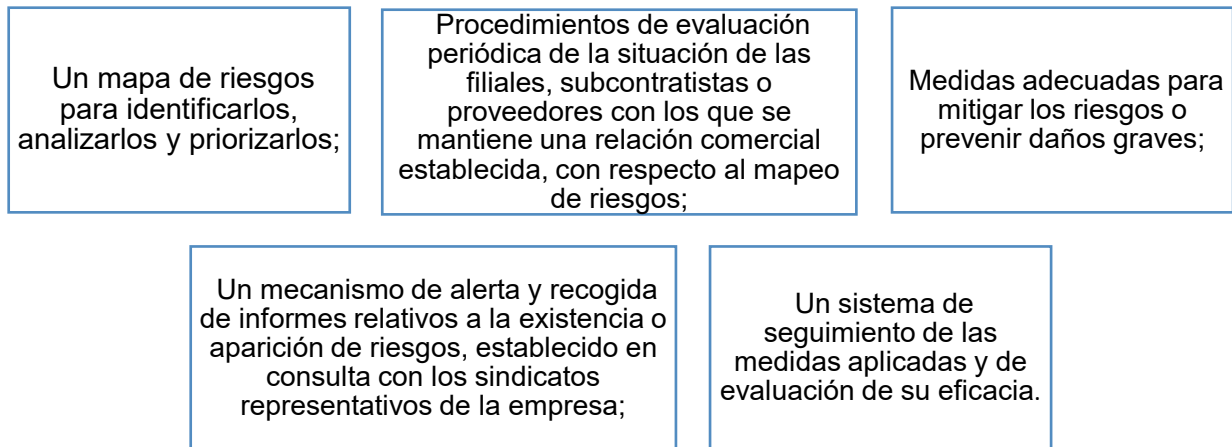 Un mapa de riesgos
para identificarlos,
analizarlos y priorizarlos;
Procedimientos de evaluación
periódica de la situación de las
filiales, subcontratistas o
proveedores con los que se
mantiene una relación comercial
establecida, con respecto al mapeo
de riesgos;
Medidas adecuadas para
mitigar los riesgos o
prevenir daños graves;
Un mecanismo de alerta y recogida
de informes relativos a la existencia o
aparición de riesgos, establecido en
consulta con los sindicatos
representativos de la empresa;
Un sistema de
seguimiento de las
medidas aplicadas y de
evaluación de su eficacia.